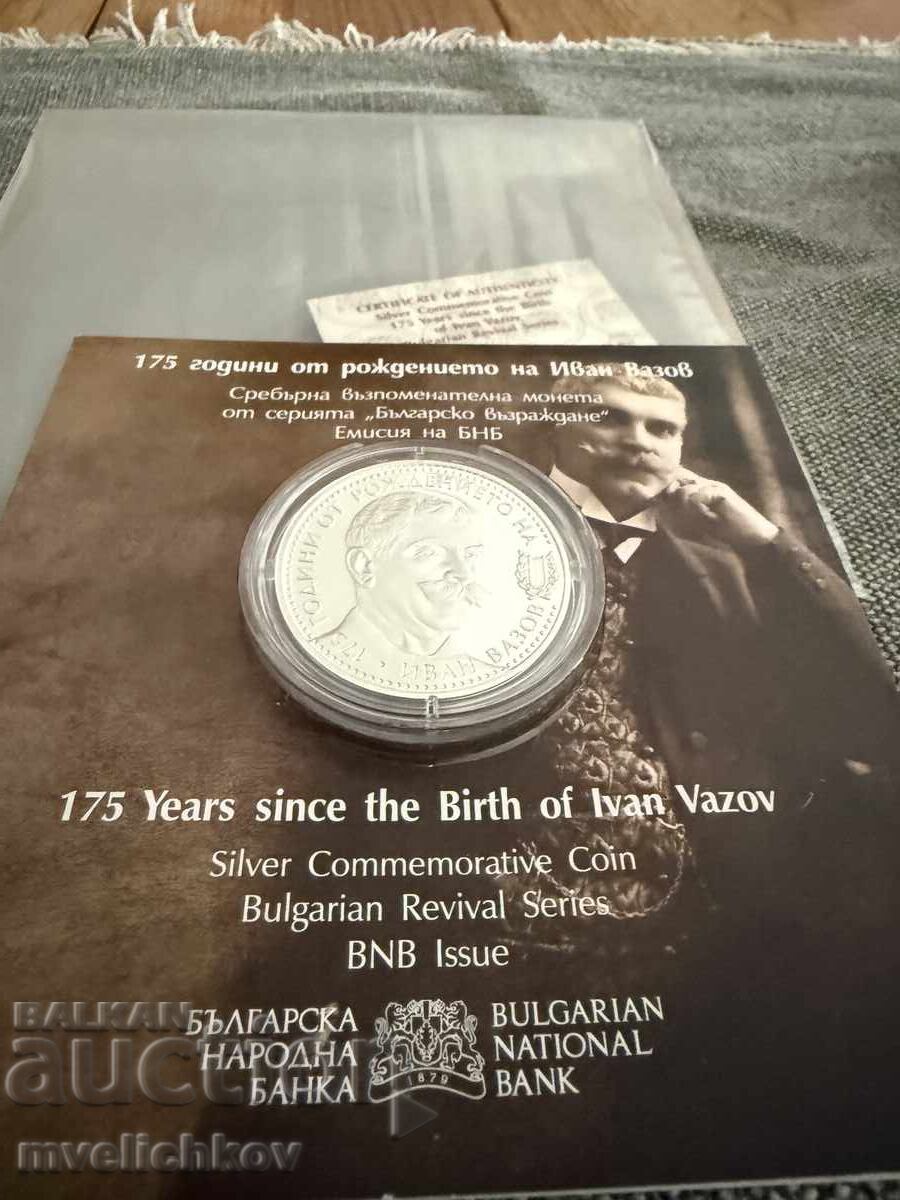 CERTIFICATE OF AUTHENTICITY
Silver Commemorative Coin
175 Years since the Birth
of Ivan Vazov
Revival Series
175 години от рождението на Иван Вазов
Сребърна възпоменателна монета
от серията „Българско възраждане“
Емисия на БНБ
175 ГОДИНИ ОТ РОЖДЕНИЕТО НА
ИВАН ВАЗОВ
175 Years since the Birth of Ivan Vazov
Silver Commemorative Coin
Bulgarian Revival Series
BNB Issue
БЪЛГАРСКА
НАРОДНА
БАНКА
1879
BULGARIAN
NATIONAL
BANK
BALKAN
auction
mvelichkov